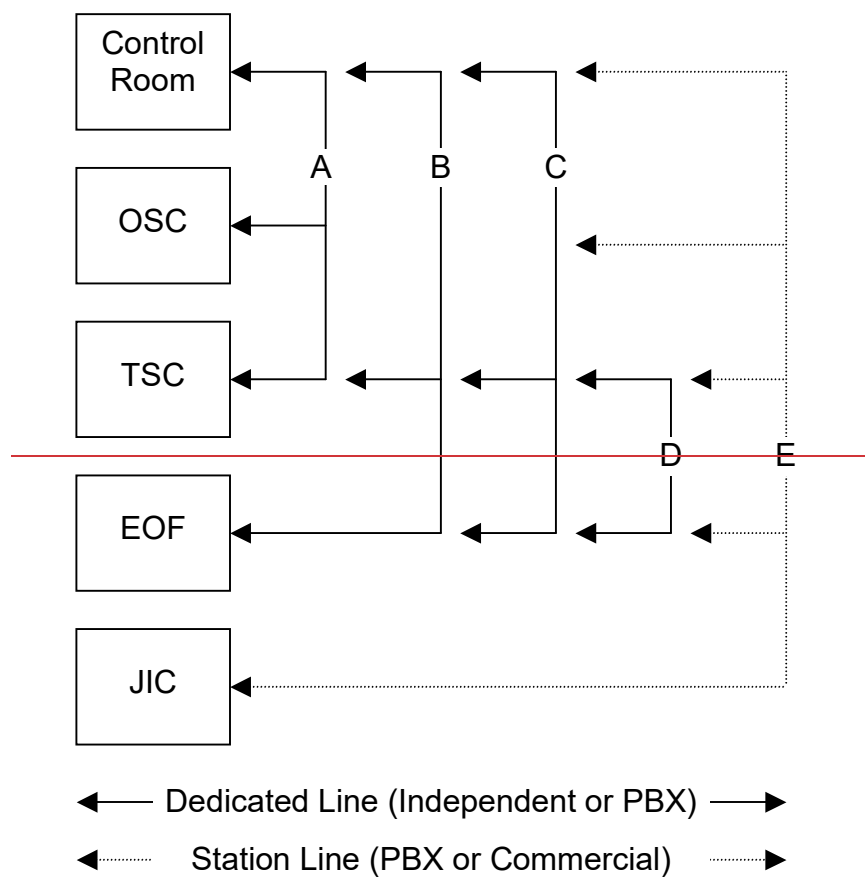 Control
Room
A
B
C
OSC
TSC
D
E
EOF
JIC
Dedicated Line (Independent or PBX)
Station Line (PBX or Commercial)